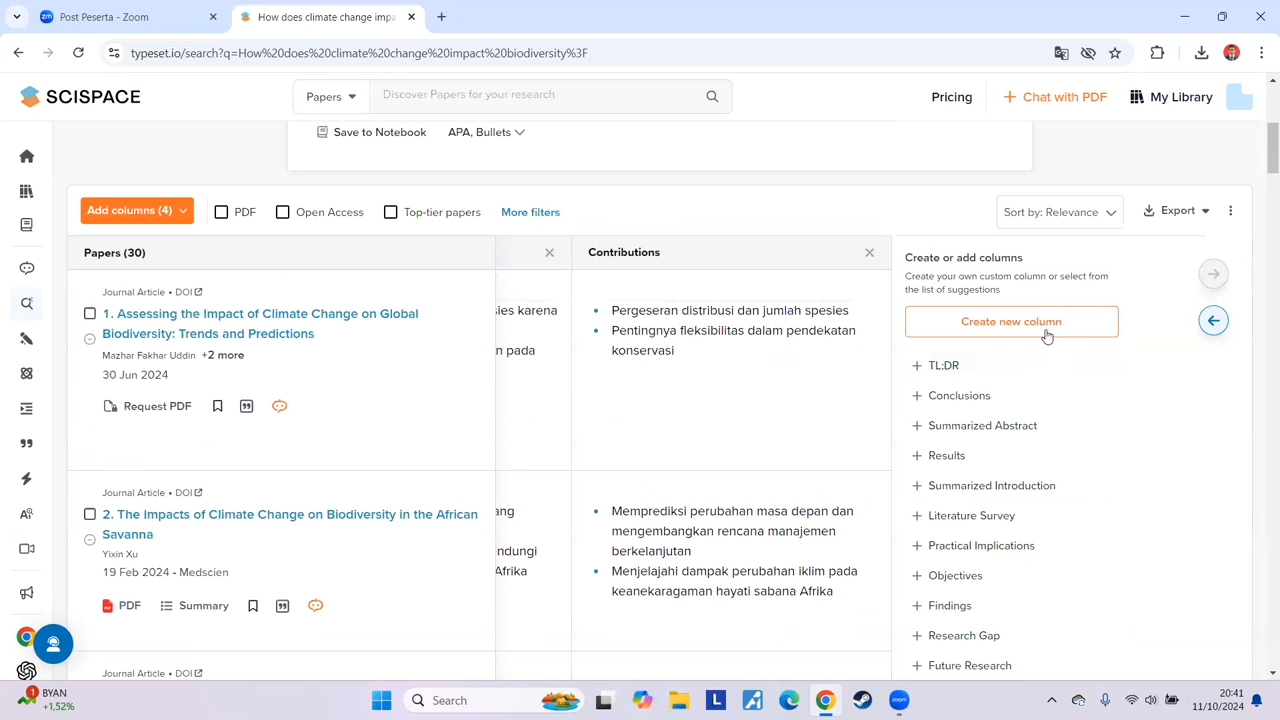 Post Peserta - Zoom
How does climate change impa
typeset.io/search?q=How%20does%20climate%20change%20impact%20biodiversity%3F
SCISPACE
Papers
Discover Papers for your research
Pricing
Chat with PDF
My Library
Save to Notebook
APA, Bullets
Add columns (4)
PDF
Open Access
Top-tier papers
More filters
Sort by: Relevance
Export
Papers (30)
Contributions
Create or add columns
Create your own custom column or select from
the list of suggestions
Create new column
TL;DR
Conclusions
Summarized Abstract
Results
Summarized Introduction
Literature Survey
Practical Implications
Objectives
Findings
Research Gap
Future Research
Journal Article • DOI
1. Assessing the Impact of Climate Change on Global
Biodiversity: Trends and Predictions
Mazhar Fakhar Uddin +2 more
30 Jun 2024
Request PDF
ies karena
pada
Pergeseran distribusi dan jumlah spesies
Pentingnya fleksibilitas dalam pendekatan
konservasi
Journal Article • DOI
2. The Impacts of Climate Change on Biodiversity in the African
Savanna
Yixin Xu
19 Feb 2024 - Medscien
PDF
Summary
ng
ndungi
frika
Memprediksi perubahan masa depan dan
mengembangkan rencana manajemen
berkelanjutan
Menjelajahi dampak perubahan iklim pada
keanekaragaman hayati sabana Afrika
Journal Article • DOI
1
BYAN
+1,52%
Search
20:41
11/10/2024